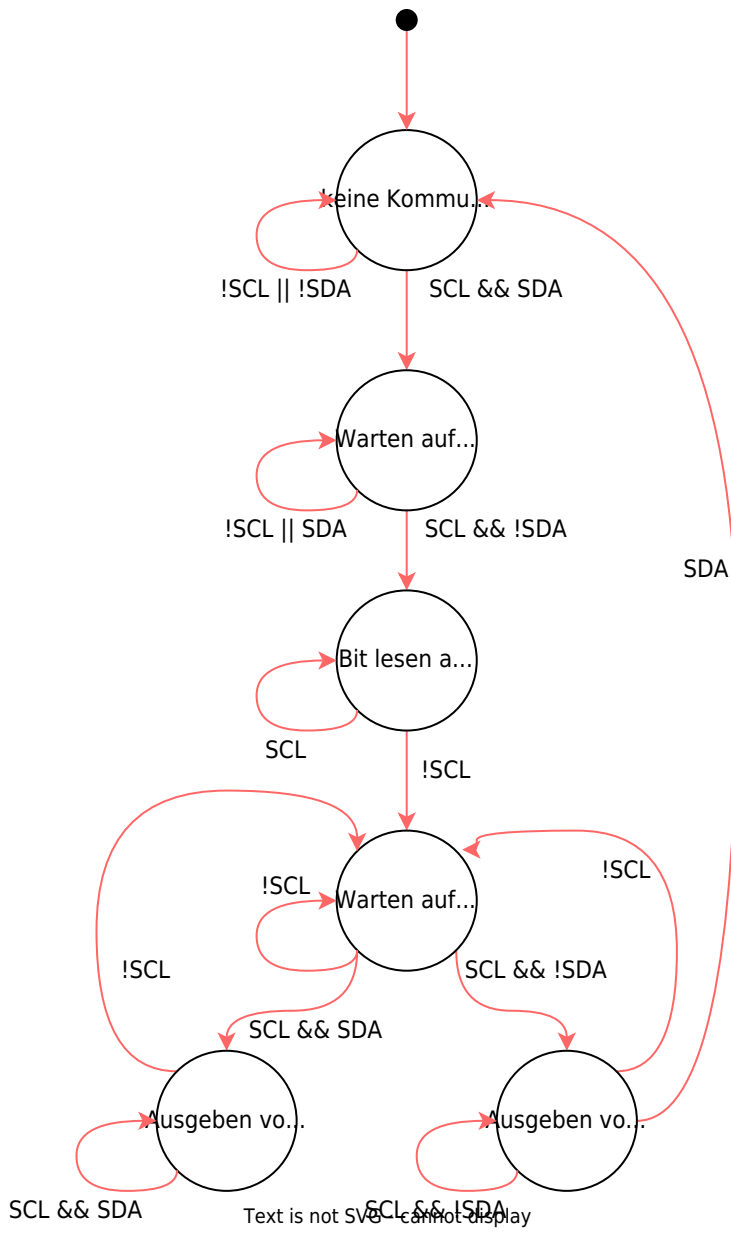 keine Kommu...
!SCL || !SDA
SCL && SDA
Warten auf...
!SCL || SDA
SCL && !SDA
SDA
Bit lesen a...
SCL
!SCL
!SCL
!SCL
Warten auf...
!SCL
SCL && !SDA
SCL && SDA
Ausgeben vo...
Ausgeben vo...
SCL && SDA
SCL && !SDA
Text is not SVG - cannot display